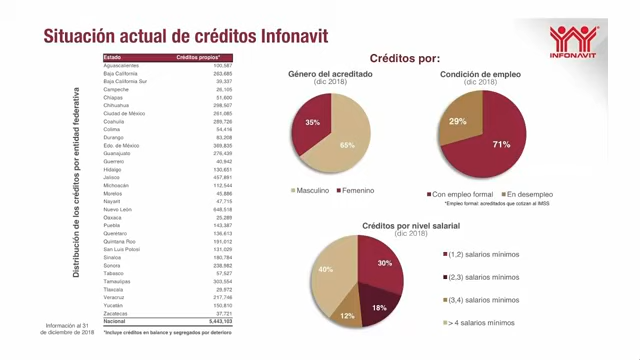 Situación actual de créditos Infonavit
INFONAVIT
Distribución de los créditos por entidad federativa
Estado Créditos propios*
Aguascalientes 100,587
Baja California 263,685
Baja California Sur 39,337
Campeche 26,105
Chiapas 51,600
Chihuahua 298,507
Ciudad de México 261,085
Coahuila 289,726
Colima 54,416
Durango 83,208
Edo. de México 369,835
Guanajuato 276,439
Guerrero 40,942
Hidalgo 130,651
Jalisco 457,891
Michoacán 112,544
Morelos 45,886
Nayarit 47,715
Nuevo León 648,518
Oaxaca 25,289
Puebla 143,387
Querétaro 136,613
Quintana Roo 191,012
San Luis Potosí 131,029
Sinaloa 180,784
Sonora 238,982
Tabasco 57,527
Tamaulipas 303,554
Tlaxcala 29,972
Veracruz 217,746
Yucatán 150,810
Zacatecas 37,721
Nacional 5,443,103
Información al 31
de diciembre de 2018
*Incluye créditos en balance y segregados por deterioro
Créditos por:
Género del acreditado
(dic 2018)
35%
65%
Masculino Femenino
Condición de empleo
(dic 2018)
29%
71%
Con empleo formal En desempleo
*Empleo formal: acreditados que cotizan al IMSS
Créditos por nivel salarial
(dic 2018)
40%
30%
12%
18%
(1,2) salarios mínimos
(2,3) salarios mínimos
(3,4) salarios mínimos
> 4 salarios mínimos